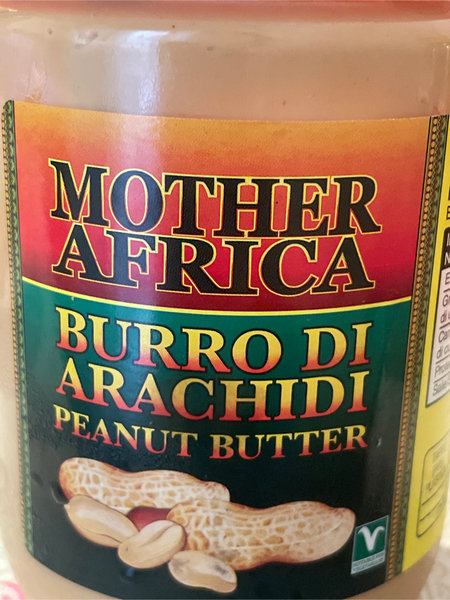 MOTHER
AFRICA
BURRO DI
ARACHIDI
PEANUT BUTTER
V